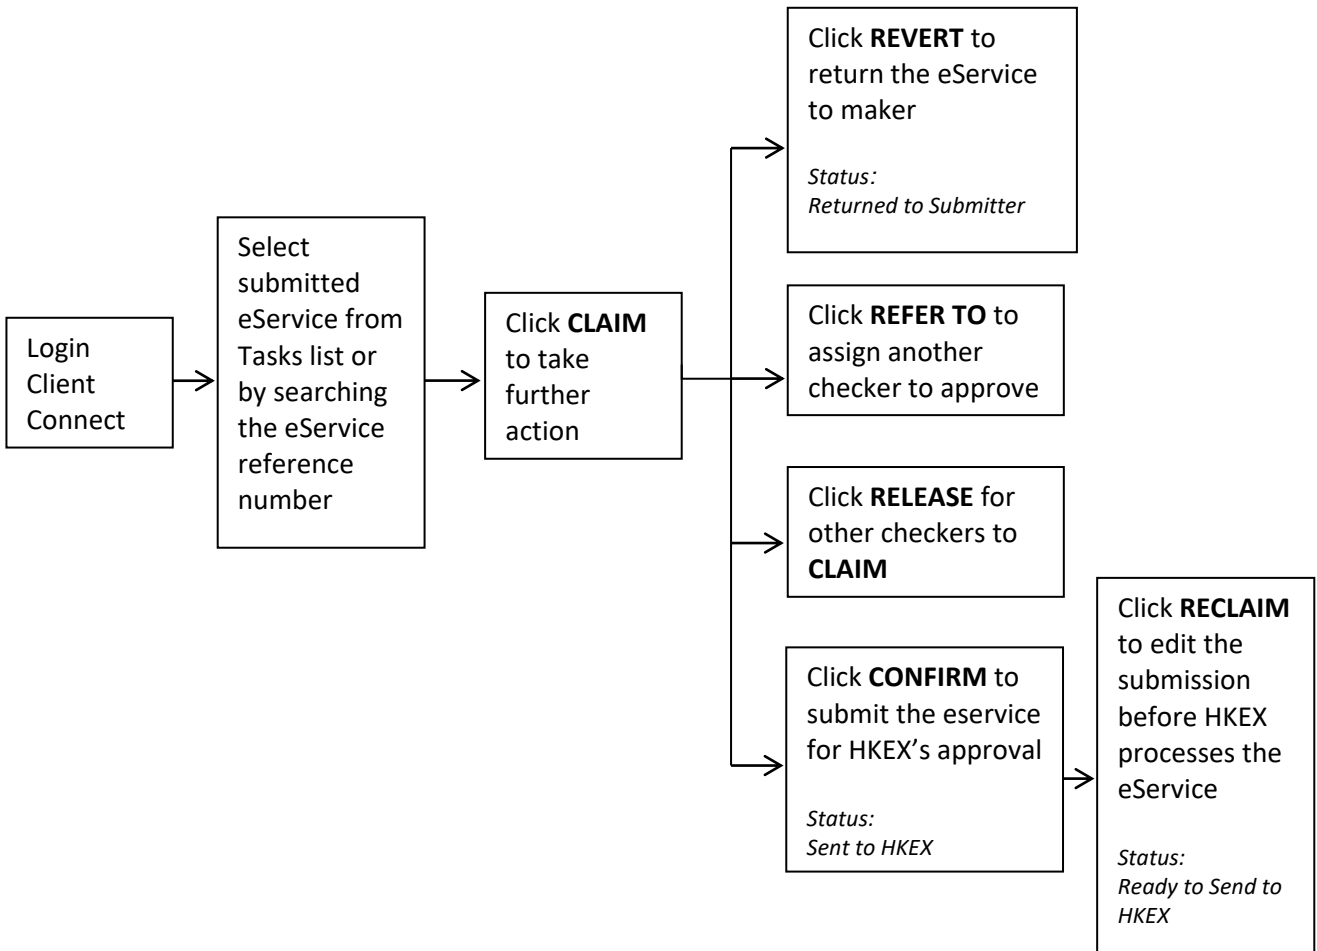 Login
Client
Connect
Select
submitted
eService from
Tasks list or
by searching
the eService
reference
number
Click CLAIM
to take
further
action
Click REVERT to
return the eService
to maker
Status:
Returned to Submitter
Click REFER TO to
assign another
checker to approve
Click RELEASE for
other checkers to
CLAIM
Click CONFIRM to
submit the eservice
for HKEX’s approval
Status:
Sent to HKEX
Click RECLAIM
to edit the
submission
before HKEX
processes the
eService
Status:
Ready to Send to
HKEX